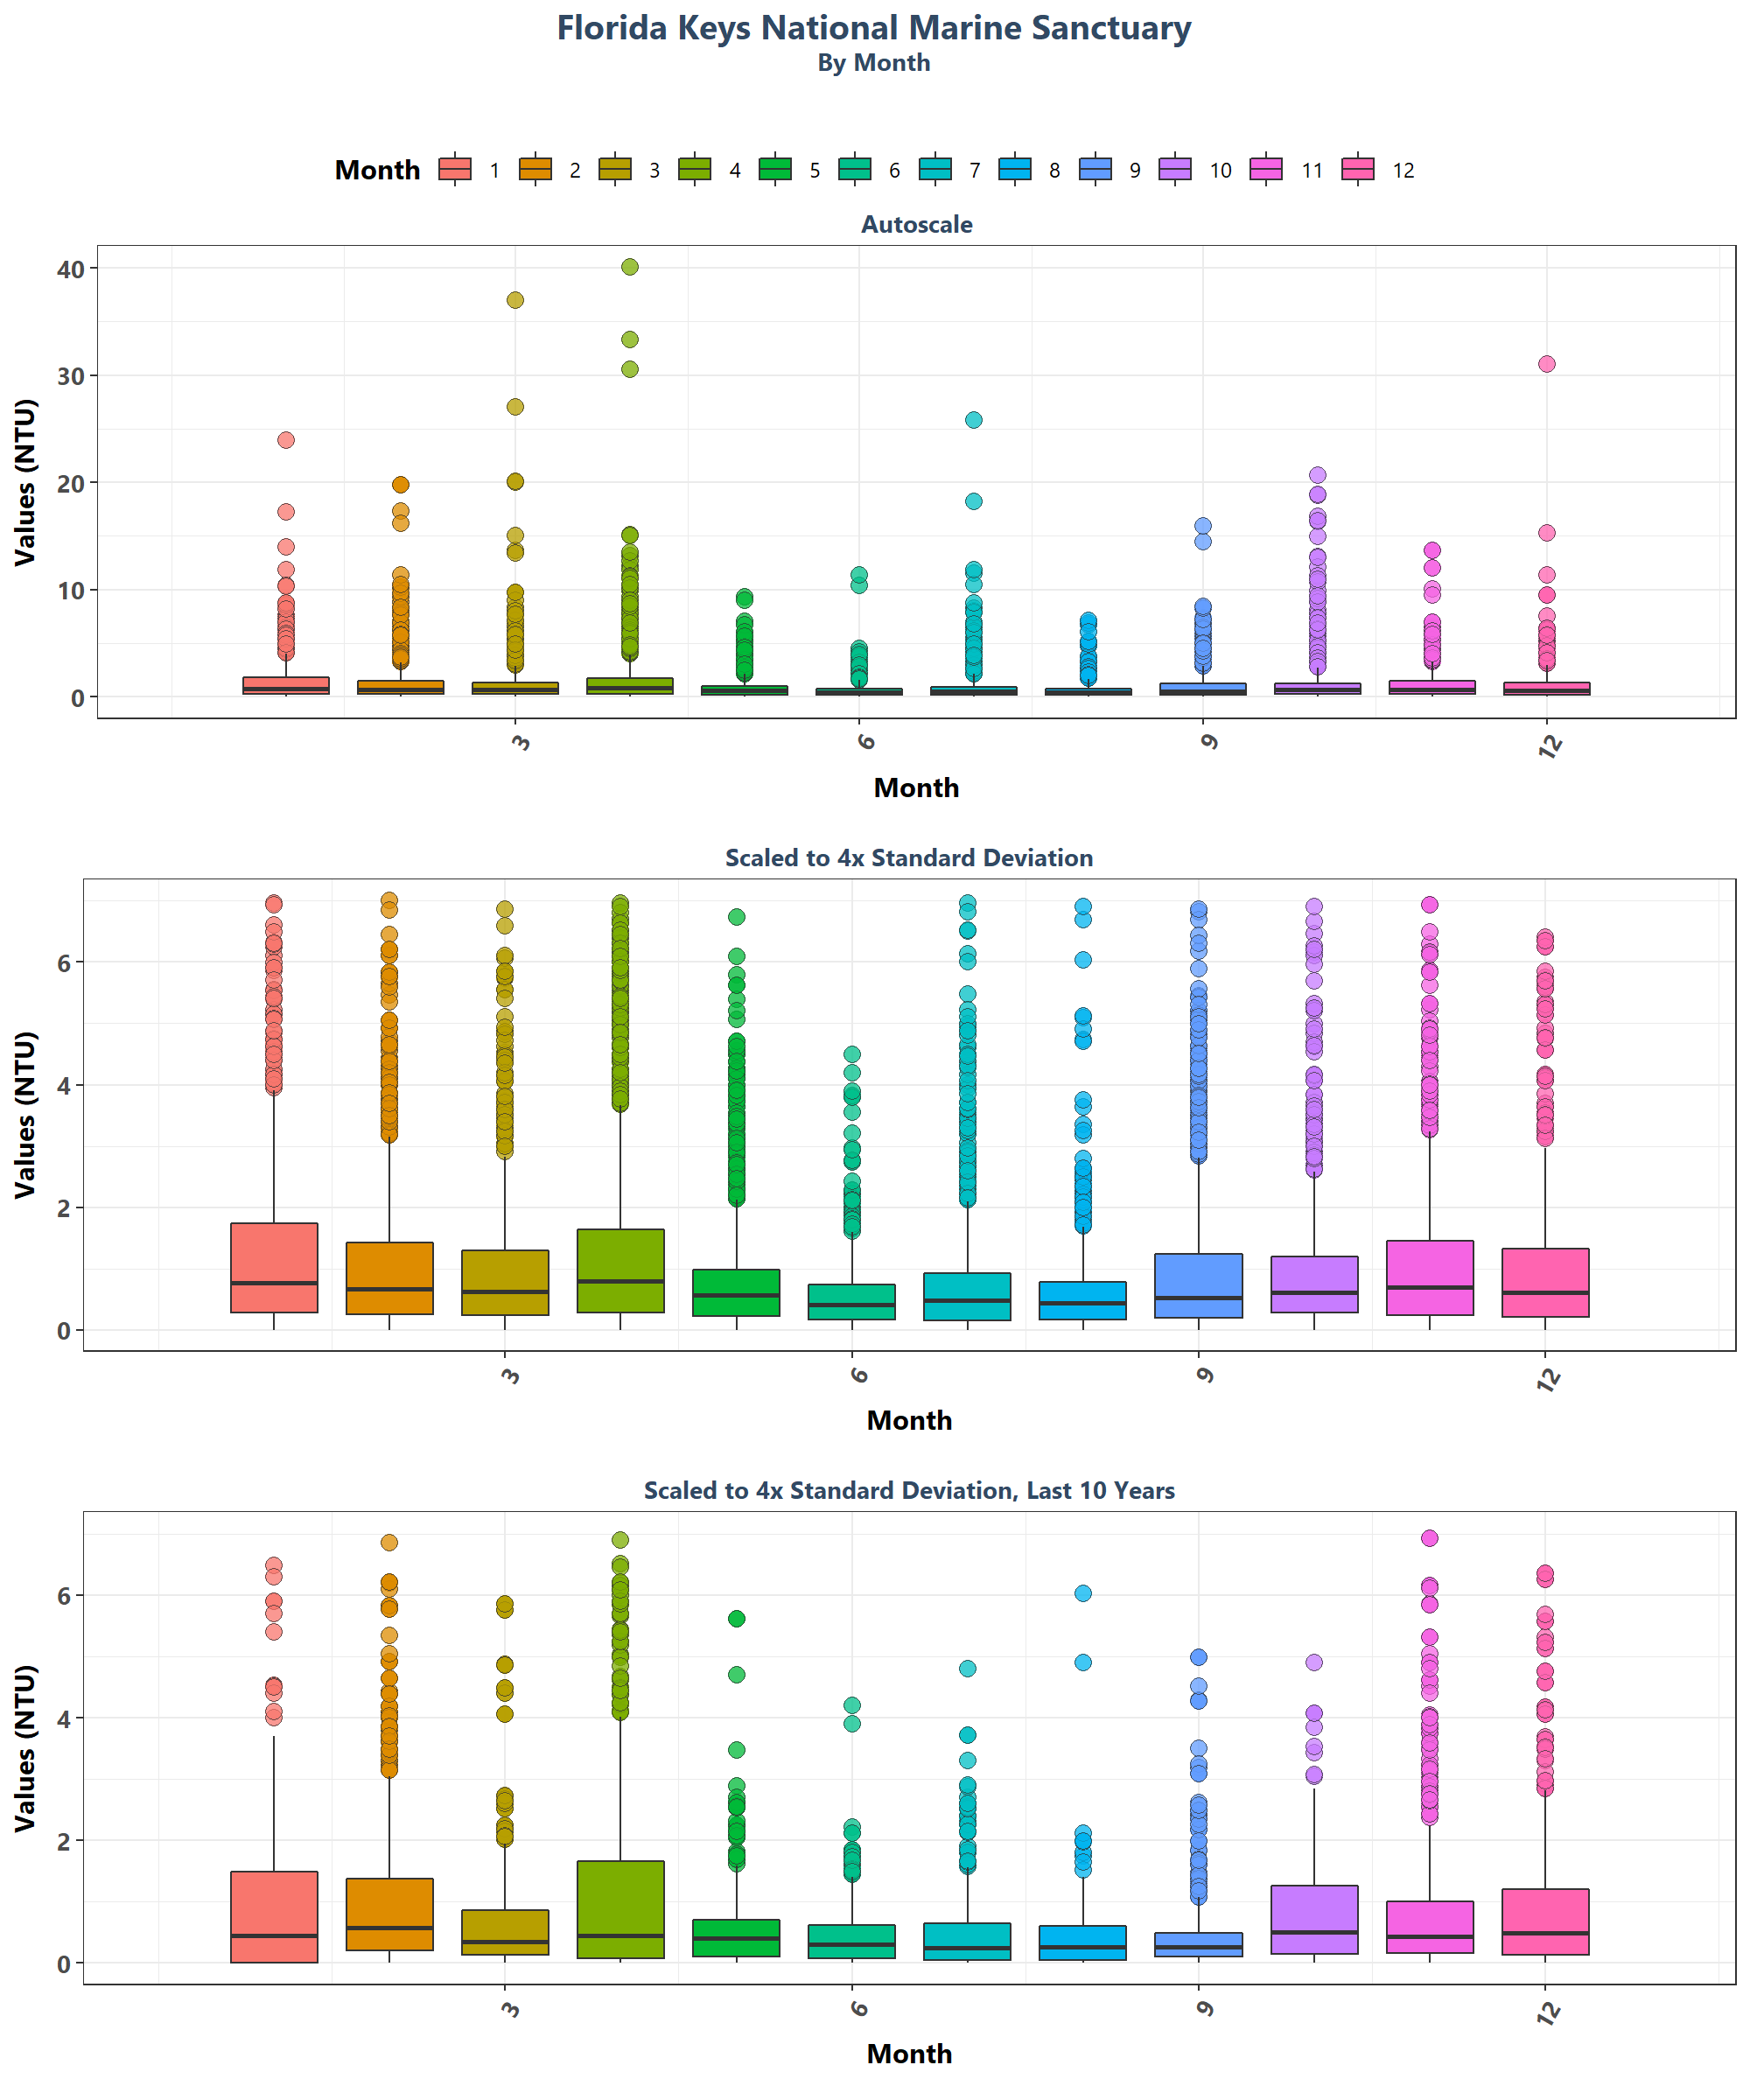 Florida Keys National Marine Sanctuary
By Month
Month 1 2 3 4 5 6 7 8 9 10 11 12
Autoscale
Values (NTU)
40
30
20
10
0
3 6 9 12
Month
Scaled to 4x Standard Deviation
Values (NTU)
6
4
2
0
3 6 9 12
Month
Scaled to 4x Standard Deviation, Last 10 Years
Values (NTU)
6
4
2
0
3 6 9 12
Month